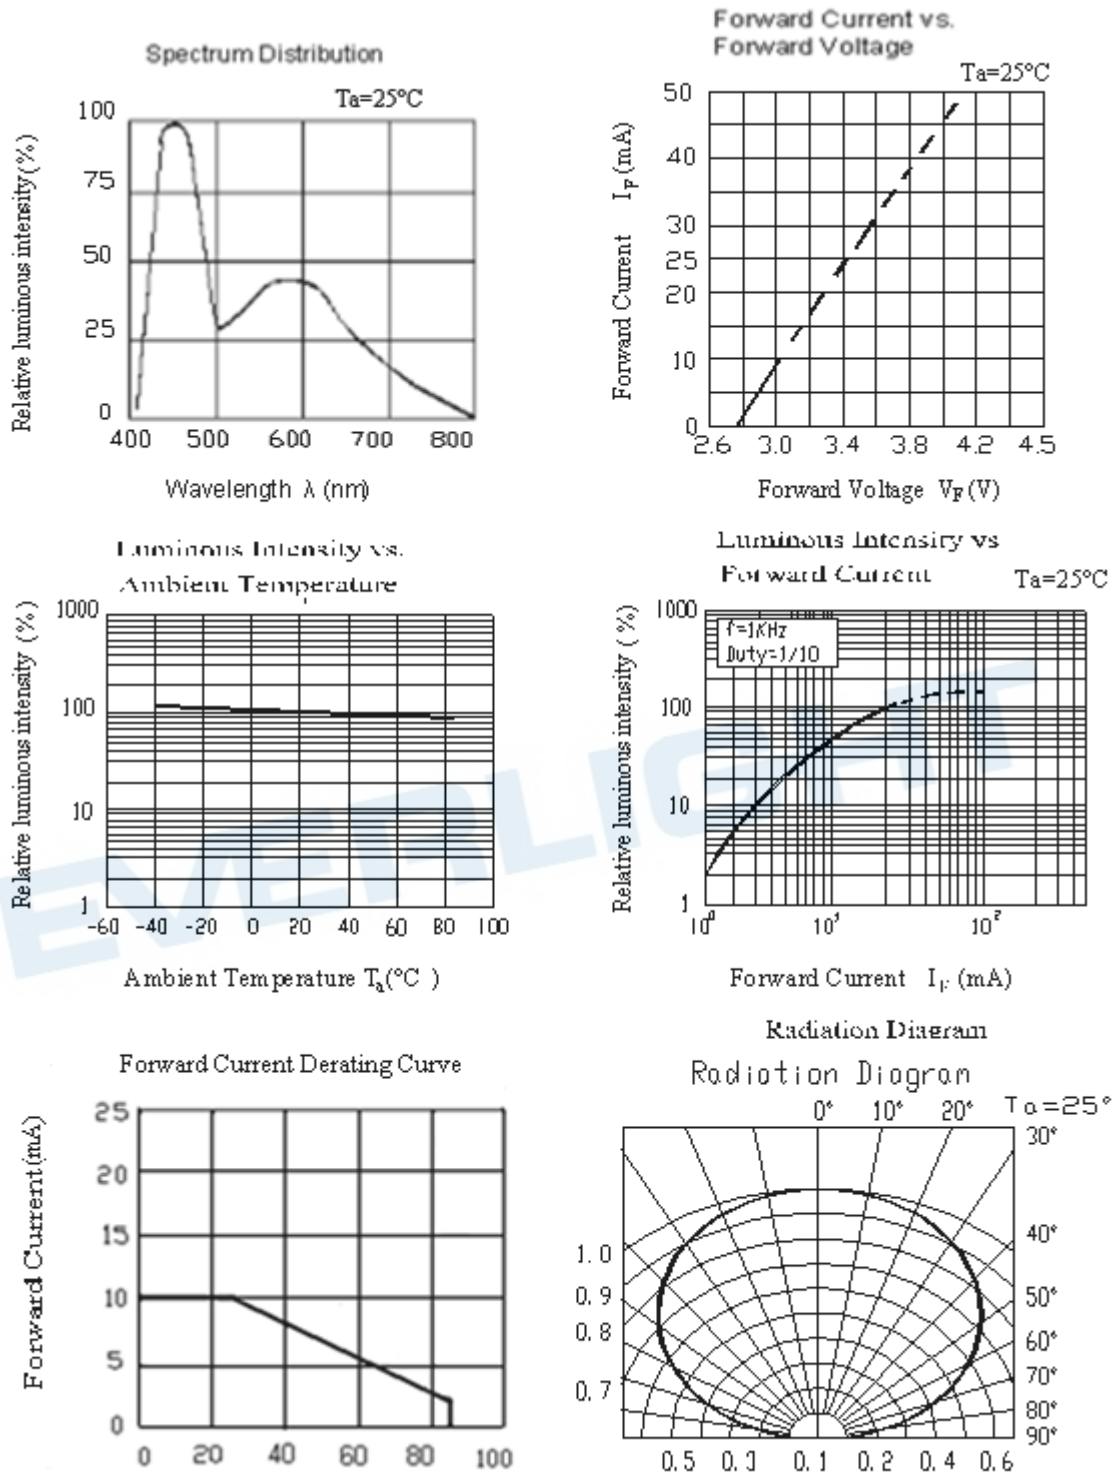 Spectrum Distribution
Ta=25°C
Relative luminous intensity (%)
100
75
50
25
0
400 500 600 700 800
Wavelength λ (nm)
Forward Current vs.
Forward Voltage
Ta=25°C
Forward Current I_F (mA)
50
40
30
25
20
10
0
2.6 3.0 3.4 3.8 4.2 4.5
Forward Voltage V_F (V)
Luminous Intensity vs.
Ambient Temperature
Relative luminous intensity (%)
1000
100
10
1
-60 -40 -20 0 20 40 60 80 100
Ambient Temperature T_a(°C )
Luminous Intensity vs
Forward Current
Ta=25°C
Relative luminous intensity (%)
1000
100
10
1
f=1KHz
Duty=1/10
10⁰ 10¹ 10²
Forward Current I_F (mA)
EVERLIGHT
Forward Current Derating Curve
Forward Current(mA)
25
20
15
10
5
0
0 20 40 60 80 100
Radiation Diagram
Radiation Diagram
Ta=25°
0° 10° 20°
30°
40°
50°
60°
70°
80°
90°
1.0
0.9
0.8
0.7
0.5 0.3 0.1 0.2 0.4 0.6